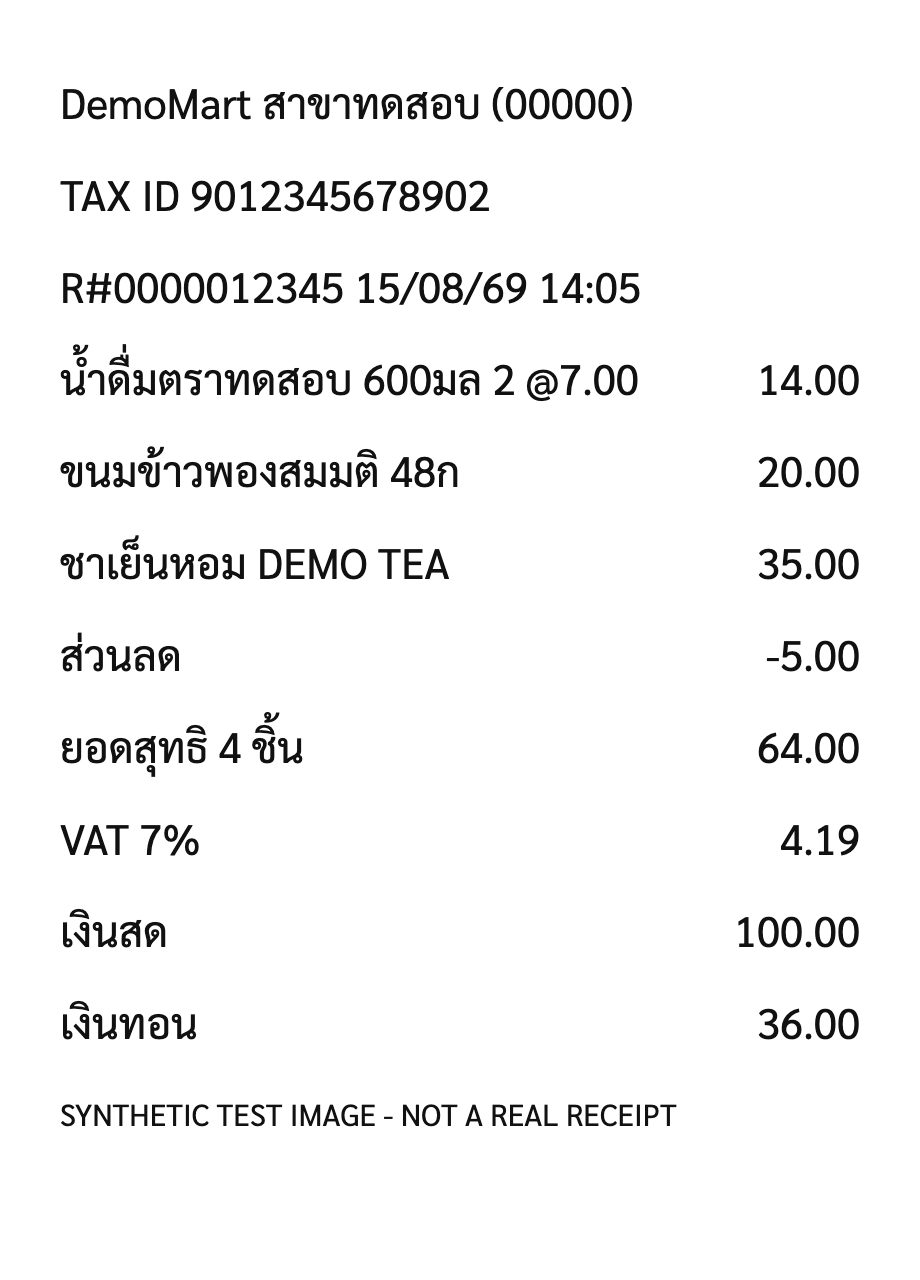 DemoMart สาขาทดสอบ (00000)
TAX ID 9012345678902
R#0000012345 15/08/69 14:05
น้ำดื่มตราทดสอบ 600มล 2 @7.00 14.00
ขนมข้าวพองสมมติ 48ก 20.00
ชาเย็นหอม DEMO TEA 35.00
ส่วนลด -5.00
ยอดสุทธิ 4 ชิ้น 64.00
VAT 7% 4.19
เงินสด 100.00
เงินทอน 36.00
SYNTHETIC TEST IMAGE - NOT A REAL RECEIPT